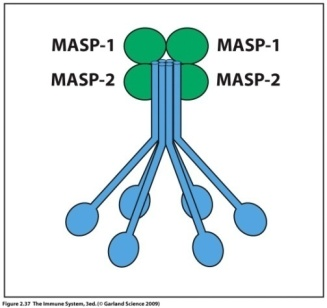 MASP-1 MASP-1
MASP-2 MASP-2
Figure 2.37 The Immune System, 3ed. (© Garland Science 2009)